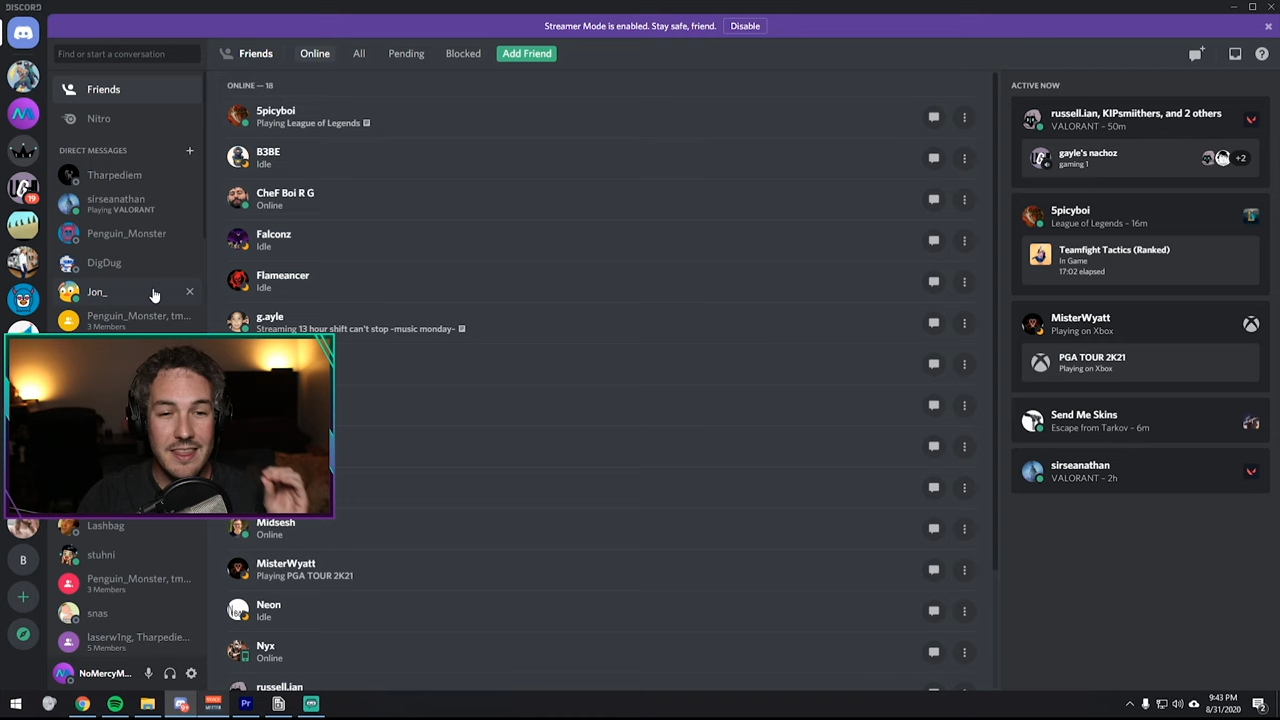 DISCORD
Streamer Mode is enabled. Stay safe, friend. Disable
Find or start a conversation
Friends Online All Pending Blocked Add Friend
Friends
Nitro
DIRECT MESSAGES
Tharpediem
sirseanathan
Playing VALORANT
Penguin_Monster
DigDug
Jon_
Penguin_Monster, tm...
3 Members
Lashbag
stuhni
Penguin_Monster, tm...
3 Members
snas
laserw1ng, Tharpedie...
5 Members
NoMercyM...
19
B
ONLINE — 18
5picyboi
Playing League of Legends
B3BE
Idle
CheF Boi R G
Online
Falconz
Idle
Flameancer
Idle
g.ayle
Streaming 13 hour shift can't stop -music monday-
Midsesh
Online
MisterWyatt
Playing PGA TOUR 2K21
Neon
Idle
Nyx
Online
russell.ian
ACTIVE NOW
russell.ian, KIPsmiithers, and 2 others
VALORANT – 50m
gayle's nachoz
gaming 1
+2
5picyboi
League of Legends – 16m
Teamfight Tactics (Ranked)
In Game
17:02 elapsed
MisterWyatt
Playing on Xbox
PGA TOUR 2K21
Playing on Xbox
Send Me Skins
Escape from Tarkov – 6m
sirseanathan
VALORANT – 2h
Pr
9:43 PM
8/31/2020